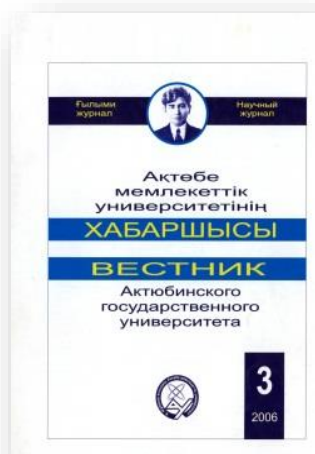 Ғылыми
журнал
Научный
журнал
Ақтөбе
мемлекеттік
университетінің
ХАБАРШЫСЫ
ВЕСТНИК
Актюбинского
государственного
университета
3
2006